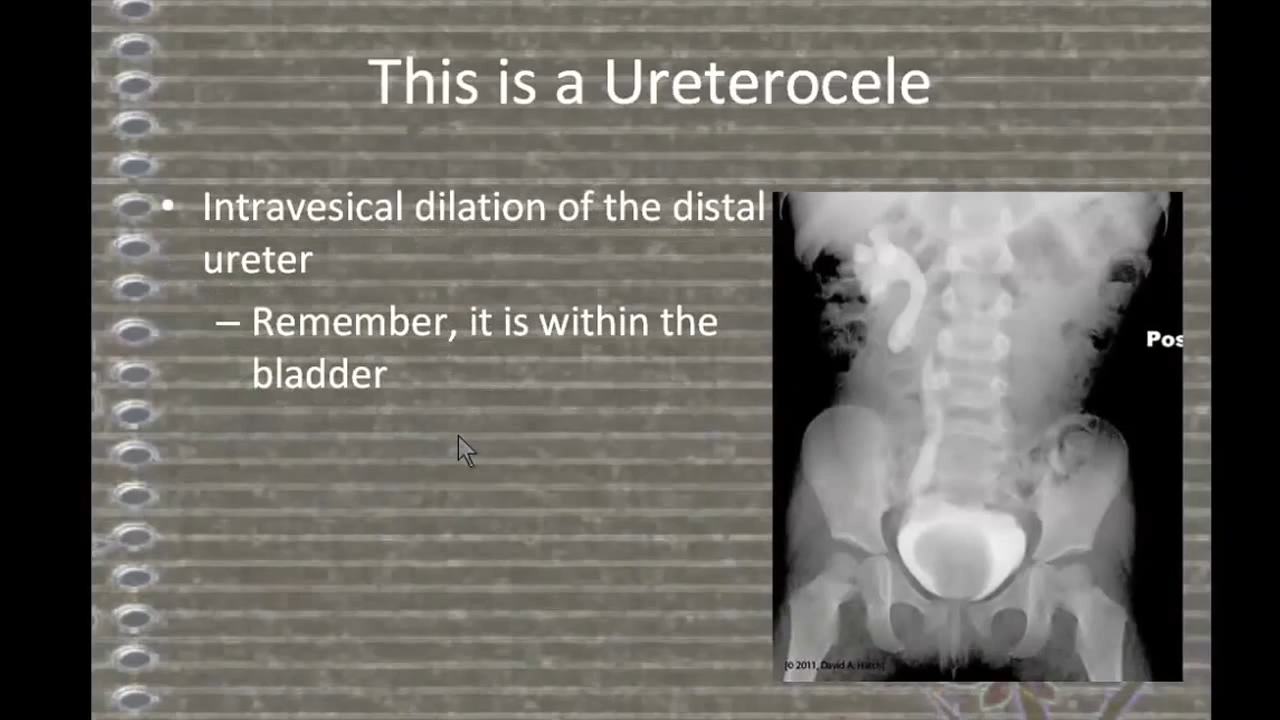 This is a Ureterocele
• Intravesical dilation of the distal
ureter
– Remember, it is within the
bladder
Pos
[© 2011, David A. Hatch]